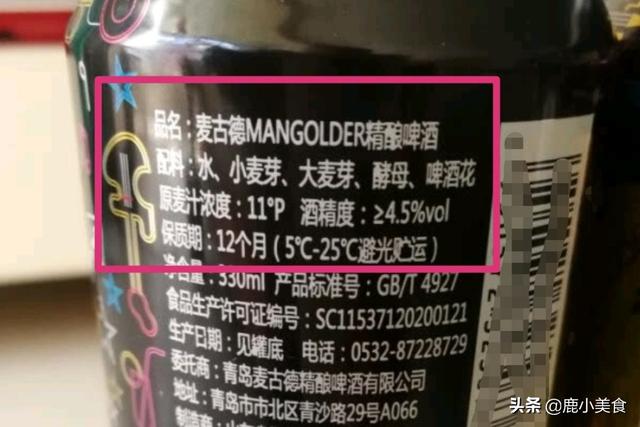 品名：麦古德MANGOLDER精酿啤酒
配料：水、小麦芽、大麦芽、酵母、啤酒花
原麦汁浓度：11°P 酒精度：≥4.5%vol
保质期：12个月（5℃-25℃避光贮运）
净含量：330ml 产品标准号：GB/T 4927
食品生产许可证编号：SC11537120200121
生产日期：见罐底 电话：0532-87228729
委托商：青岛麦古德精酿啤酒有限公司
地址：青岛市市北区青沙路29号A066
制造商：山东
头条 @鹿小美食